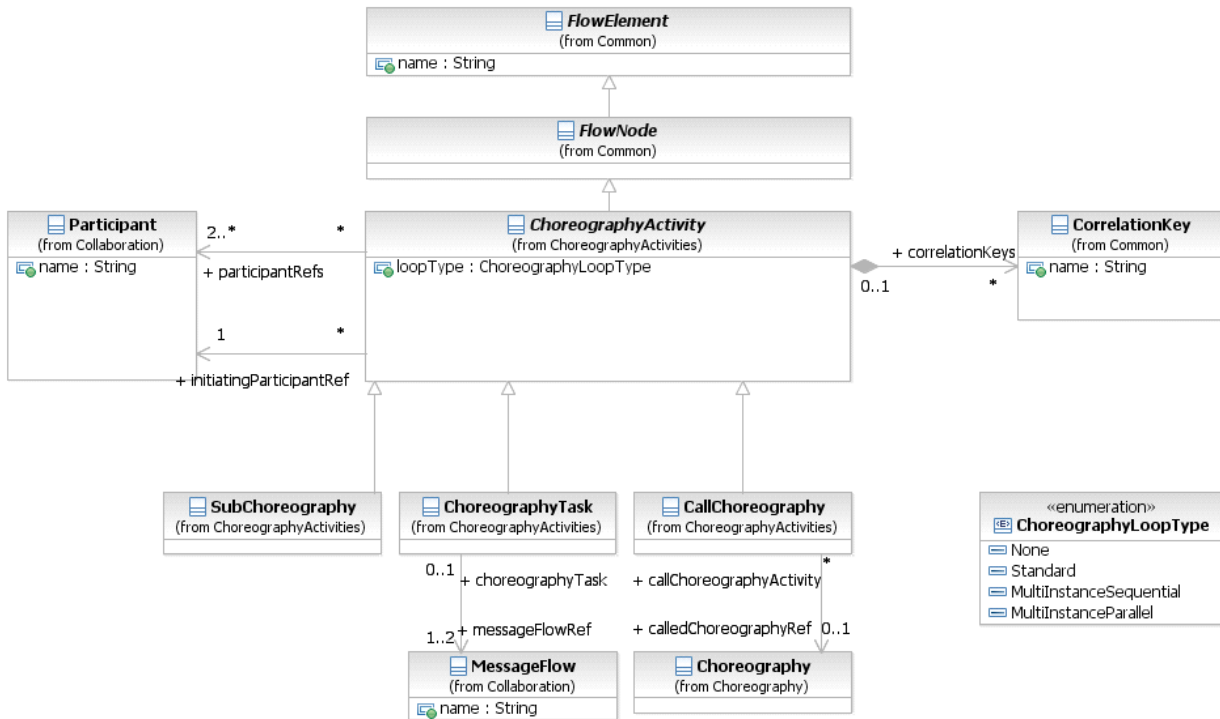 FlowElement
(from Common)
name : String
FlowNode
(from Common)
Participant
(from Collaboration)
name : String
2..*
*
+ participantRefs
1
*
+ initiatingParticipantRef
ChoreographyActivity
(from ChoreographyActivities)
loopType : ChoreographyLoopType
+ correlationKeys
0..1
*
CorrelationKey
(from Common)
name : String
SubChoreography
(from ChoreographyActivities)
ChoreographyTask
(from ChoreographyActivities)
CallChoreography
(from ChoreographyActivities)
«enumeration»
ChoreographyLoopType
None
Standard
MultiInstanceSequential
MultiInstanceParallel
0..1
+ choreographyTask
1..2
+ messageFlowRef
*
+ callChoreographyActivity
+ calledChoreographyRef
0..1
MessageFlow
(from Collaboration)
name : String
Choreography
(from Choreography)